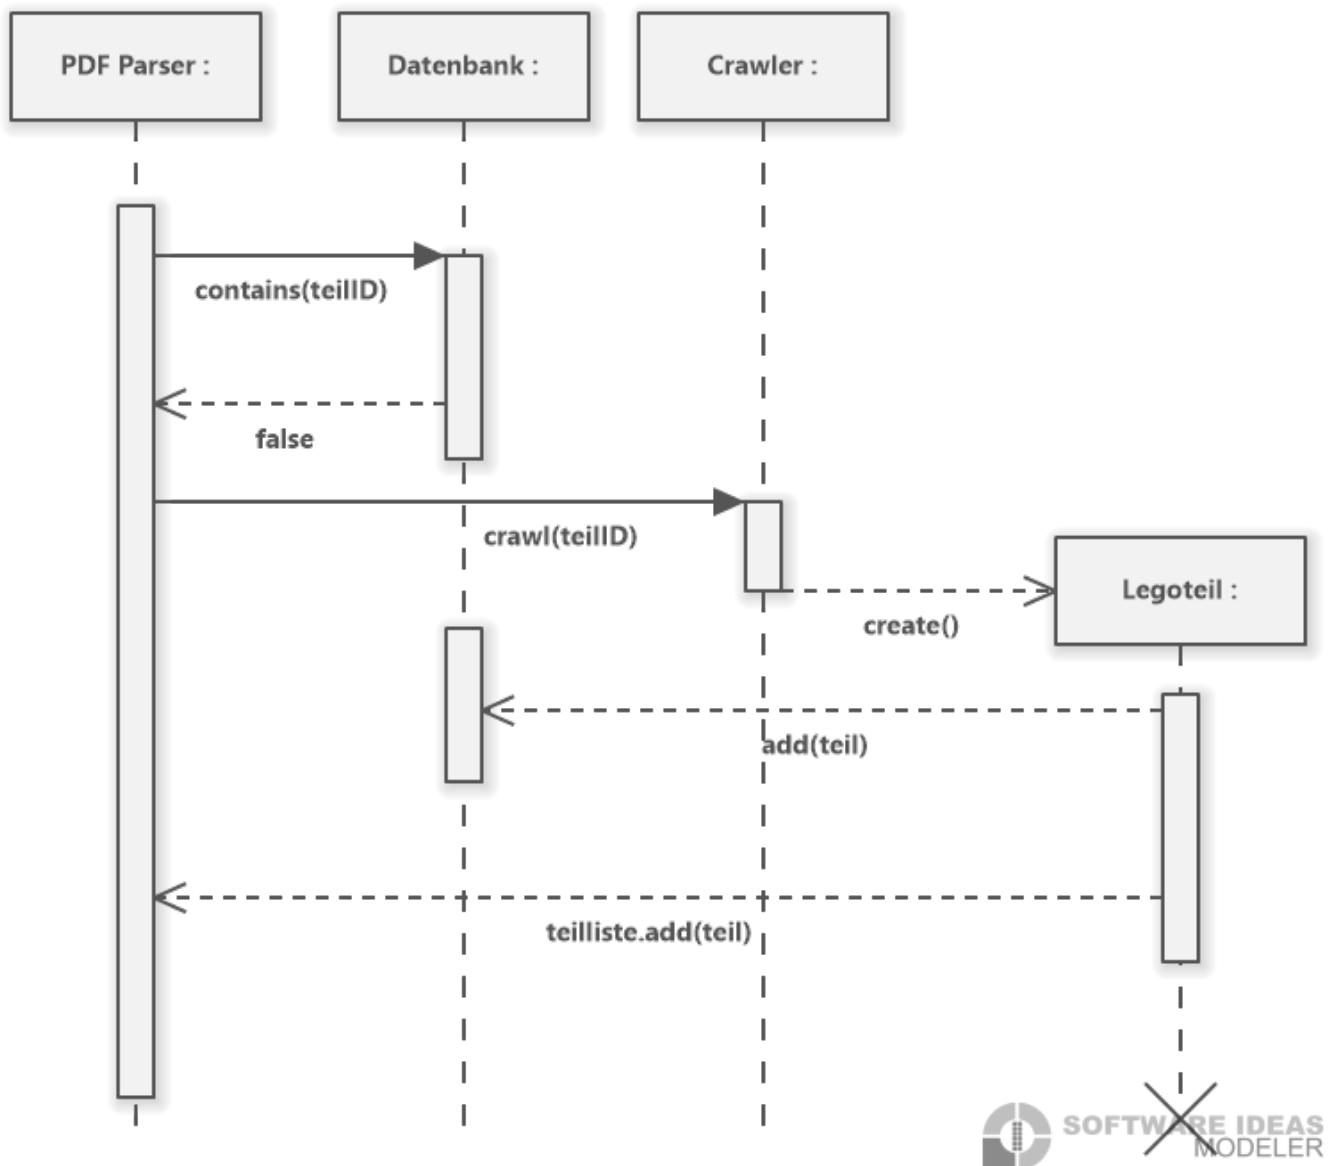 PDF Parser :
Datenbank :
Crawler :
contains(teilID)
false
crawl(teilID)
Legoteil :
create()
add(teil)
teilliste.add(teil)
SOFTWARE IDEAS
MODELER